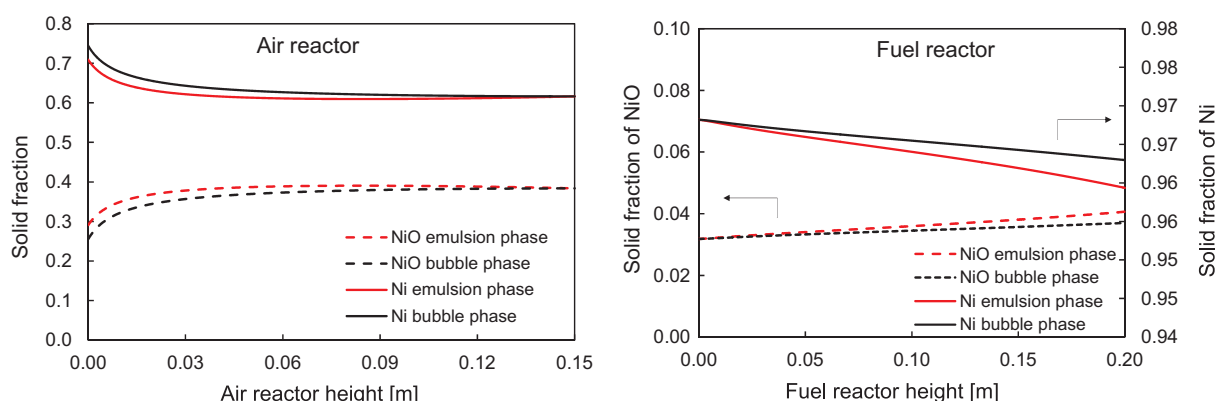 Air reactor
Solid fraction
0.8
0.7
0.6
0.5
0.4
0.3
0.2
0.1
0.0
NiO emulsion phase
NiO bubble phase
Ni emulsion phase
Ni bubble phase
0.00
0.03
0.06
0.09
0.12
0.15
Air reactor height [m]
Fuel reactor
Solid fraction of NiO
0.10
0.08
0.06
0.04
0.02
0.00
NiO emulsion phase
NiO bubble phase
Ni emulsion phase
Ni bubble phase
0.98
0.98
0.97
0.97
0.96
0.96
0.95
0.95
0.94
Solid fraction of Ni
0.00
0.05
0.10
0.15
0.20
Fuel reactor height [m]